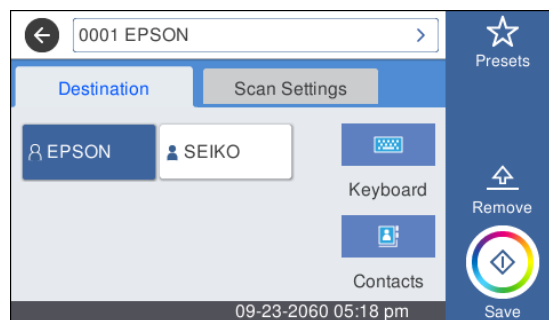 0001 EPSON
Presets
Destination
Scan Settings
EPSON
SEIKO
Keyboard
Remove
Contacts
09-23-2060 05:18 pm
Save